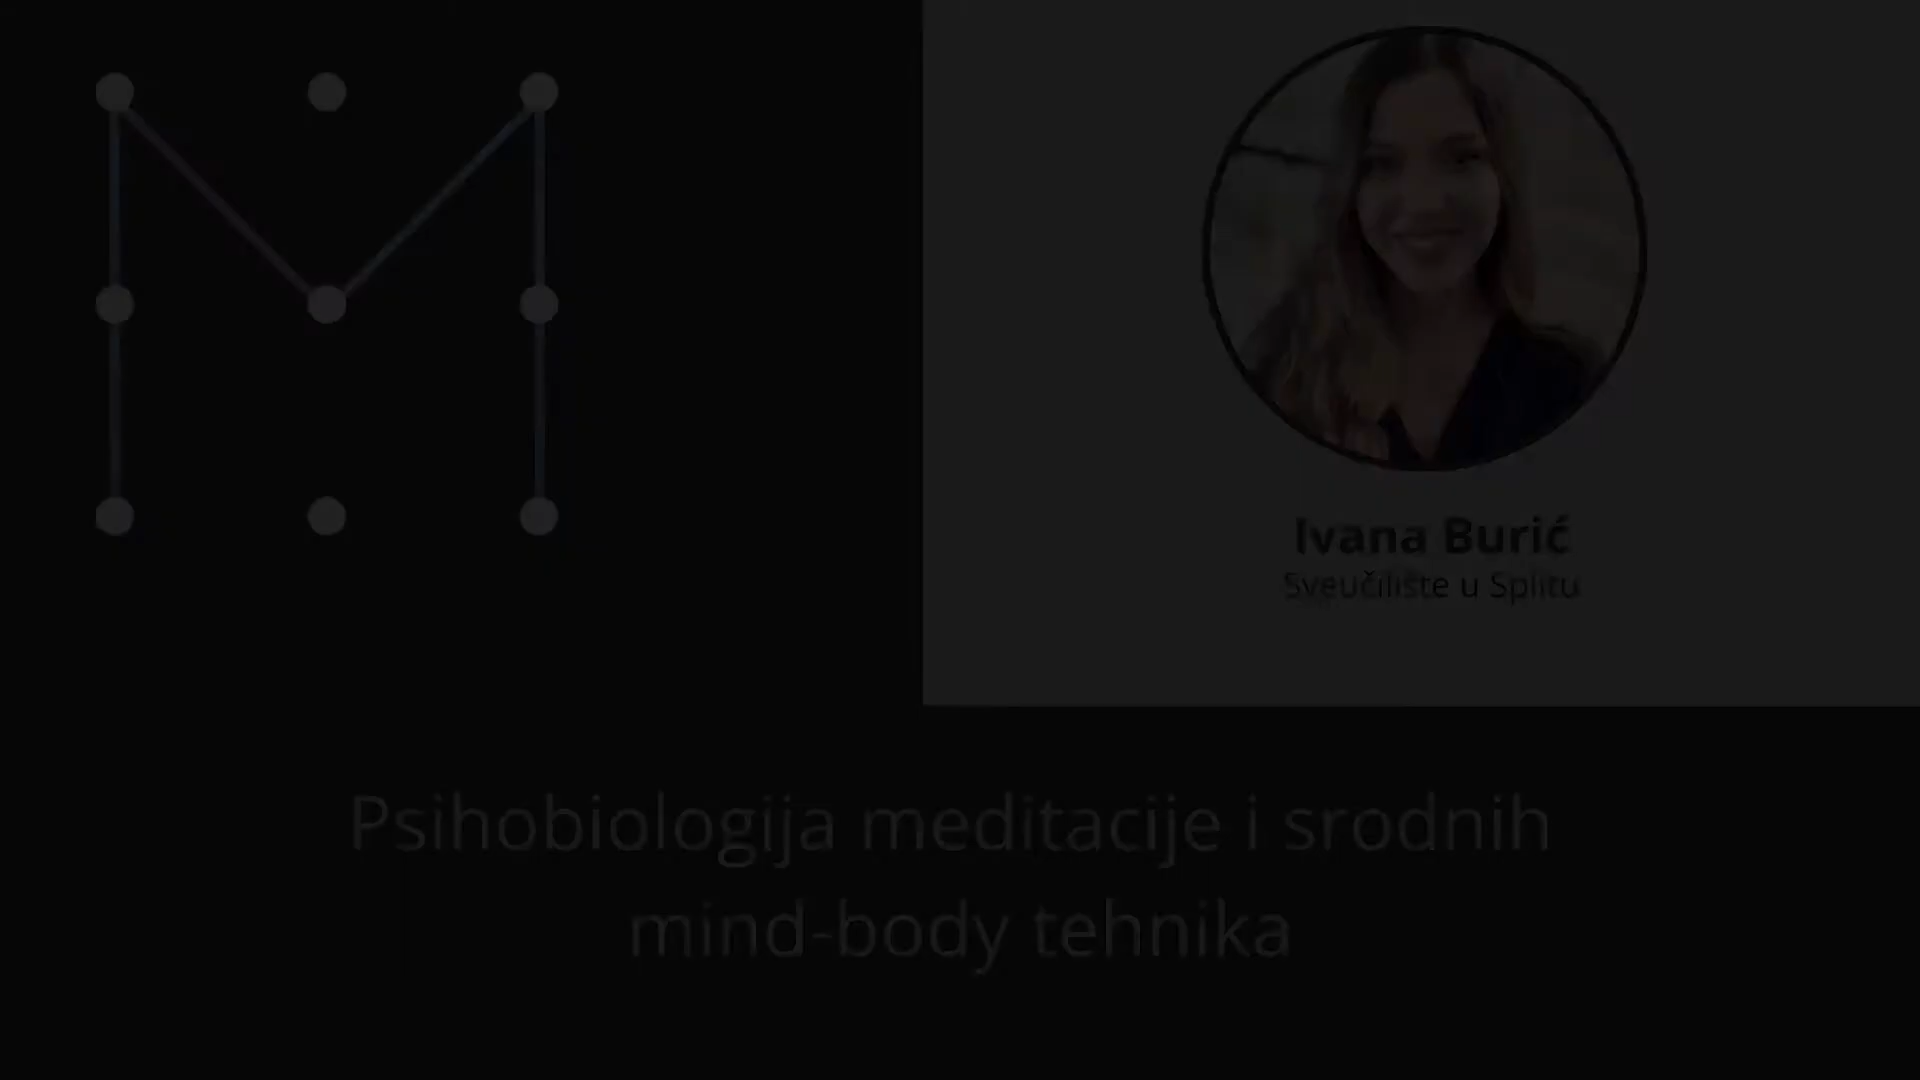 Ivana Burić
Sveučilište u Splitu
Psihobiologija meditacije i srodnih
mind-body tehnika